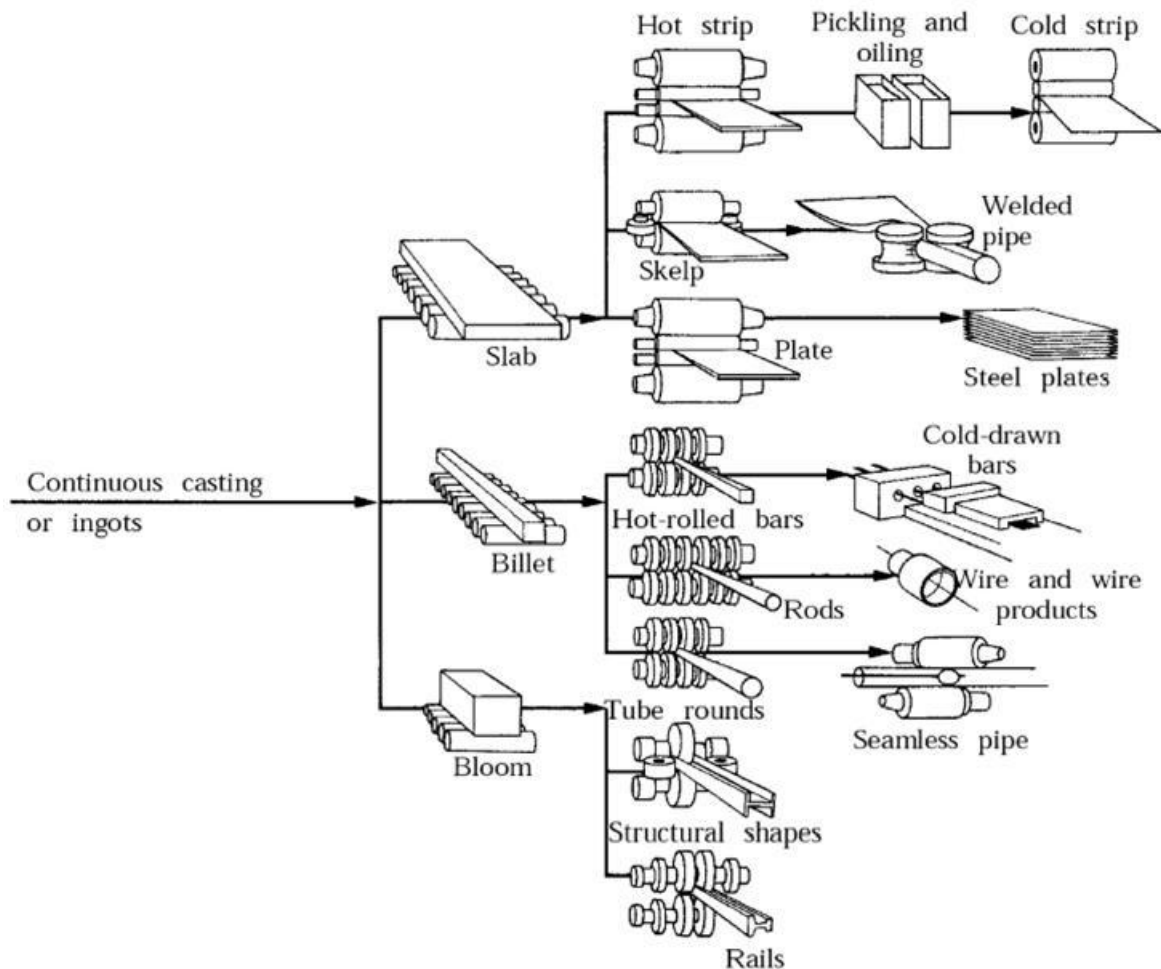 Hot strip
Pickling and
oiling
Cold strip
Skelp
Welded
pipe
Slab
Plate
Steel plates
Continuous casting
or ingots
Billet
Hot-rolled bars
Cold-drawn
bars
Rods
Wire and wire
products
Tube rounds
Seamless pipe
Bloom
Structural shapes
Rails